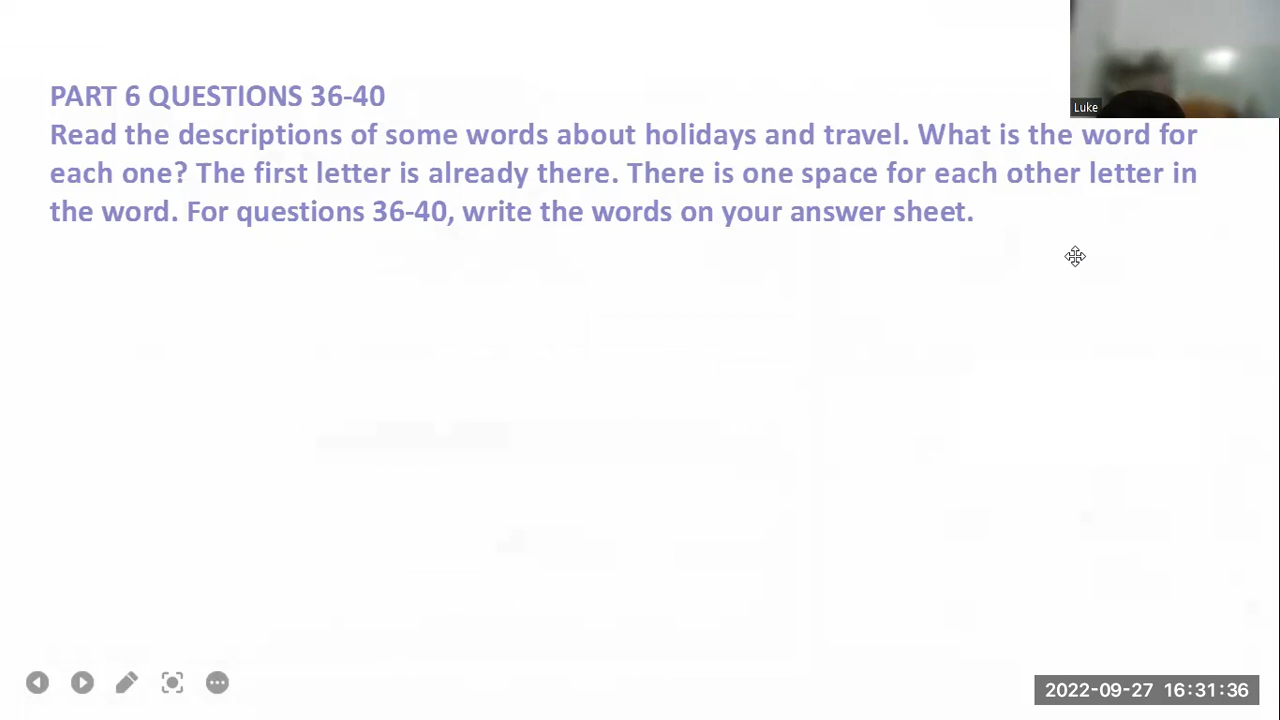 PART 6 QUESTIONS 36-40
Read the descriptions of some words about holidays and travel. What is the word for
each one? The first letter is already there. There is one space for each other letter in
the word. For questions 36-40, write the words on your answer sheet.
Luke
2022-09-27 16:31:36